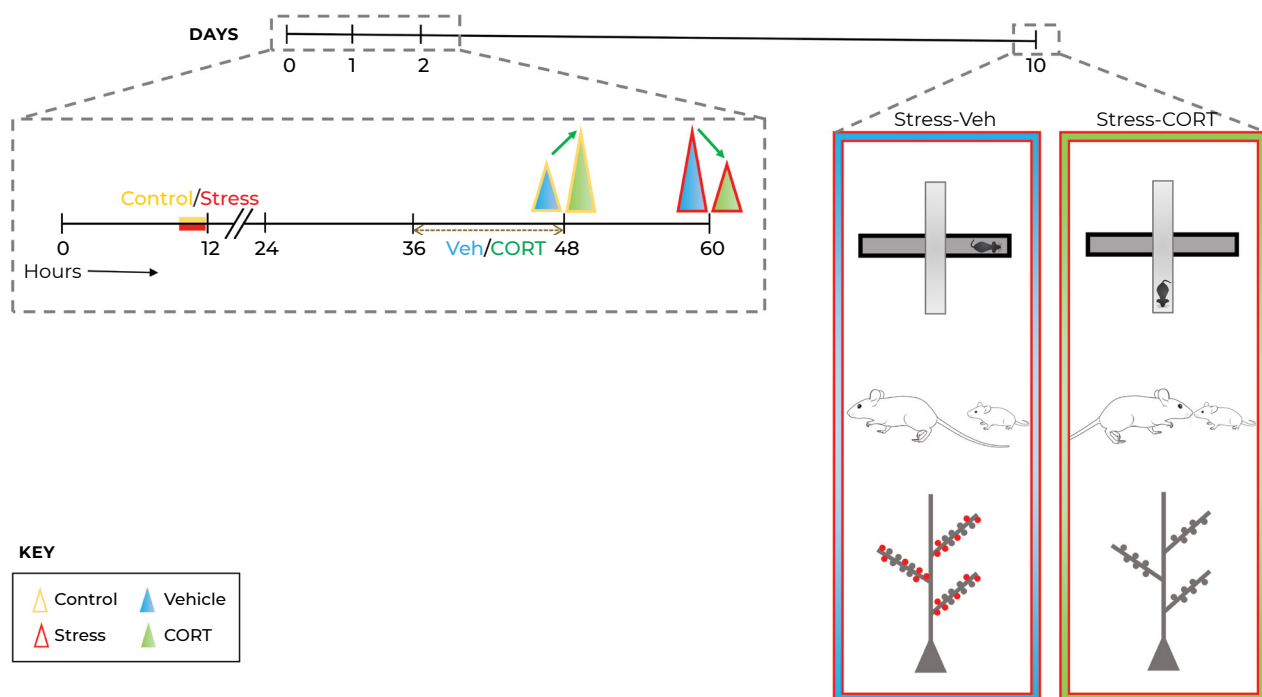 DAYS
0 1 2 10
Stress-Veh Stress-CORT
Control/Stress
0 12 24 36 48 60
Veh/CORT
Hours
KEY
Control Vehicle
Stress CORT